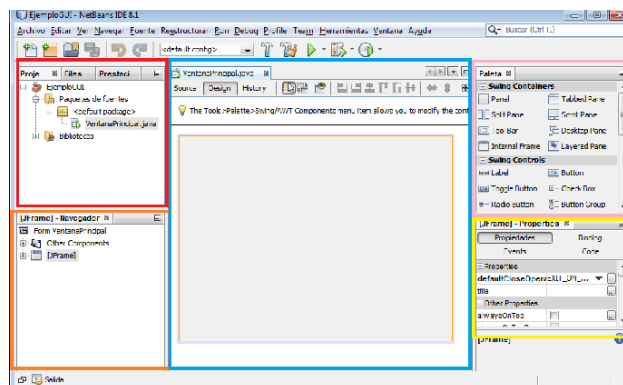 EjemploGUI - NetBeans IDE 8.1
Archivo Editar Ver Navegar Fuente Reestructurar Run Debug Profile Team Herramientas Ventana Ayuda
Buscar (Ctrl+I)
<default config>
Proje
Files
Prestaci
EjemploGUI
Paquetes de fuentes
<default package>
VentanaPrincipal.java
Bibliotecas
[JFrame] - Navegador
Form VentanaPrincipal
Other Components
[JFrame]
VentanaPrincipal.java
Source Design History
The Tools>Palette>Swing/AWT Components menu item allows you to modify the cont
Paleta
Swing Containers
Panel Tabbed Pane
Split Pane Scroll Pane
Tool Bar Desktop Pane
Internal Frame Layered Pane
Swing Controls
Label Button
Toggle Button Check Box
Radio Button Button Group
[JFrame] - Properties
Propiedades Binding
Events Code
Properties
defaultCloseOpera EXIT_ON_...
title
Other Properties
alwaysOnTop
[JFrame]
Salida